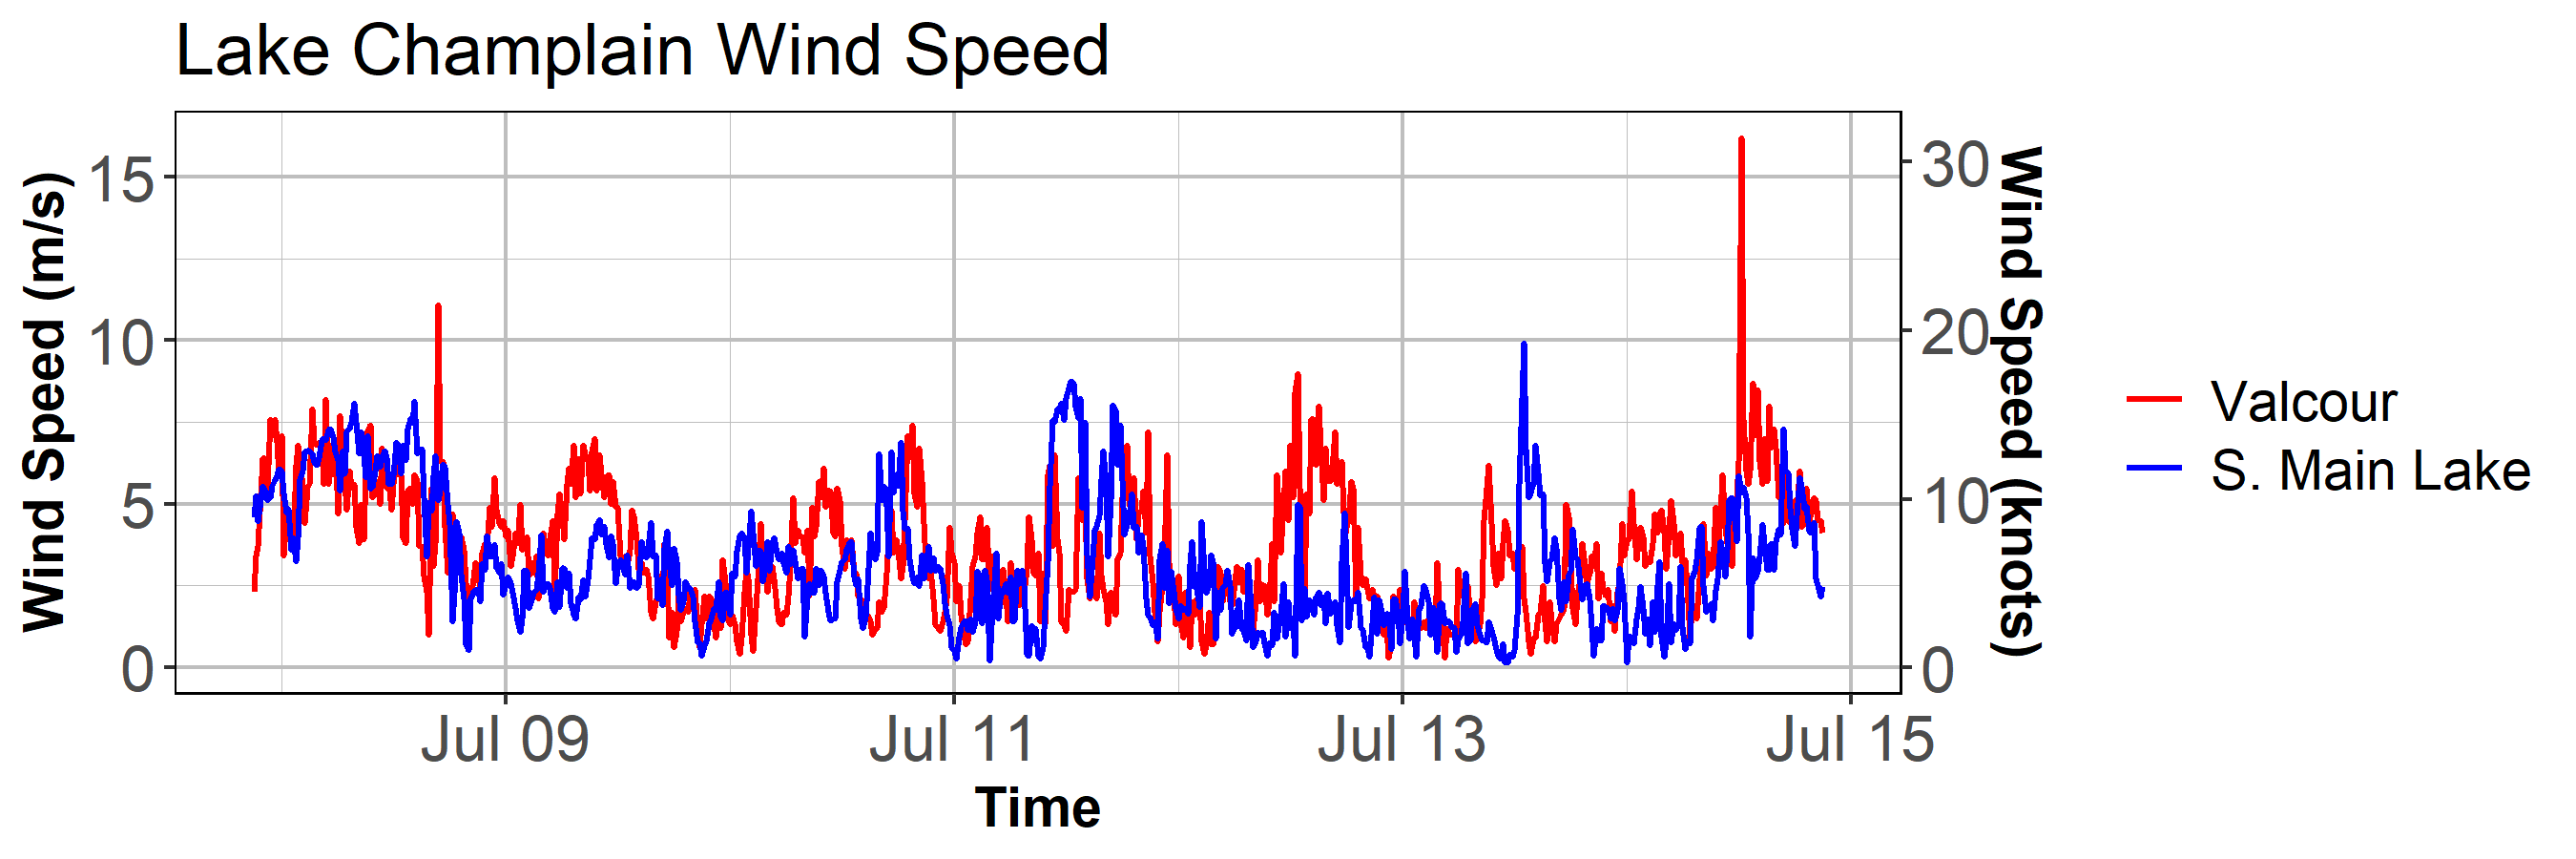 Lake Champlain Wind Speed
Wind Speed (m/s)
15
10
5
0
30
20
10
0
Wind Speed (knots)
Jul 09
Jul 11
Jul 13
Jul 15
Time
Valcour
S. Main Lake